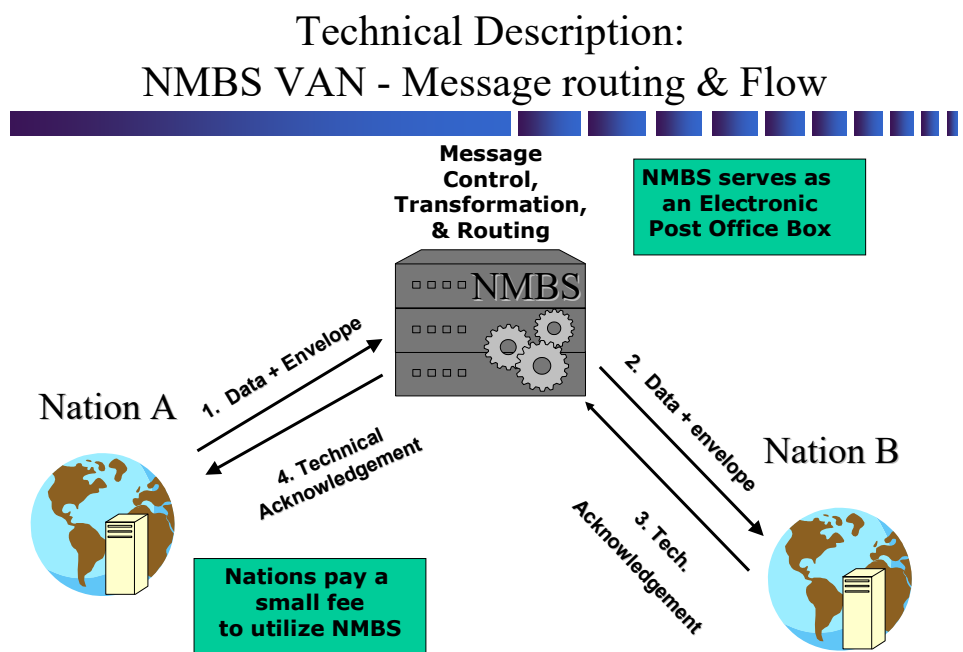 Technical Description:
NMBS VAN - Message routing & Flow
Message
Control,
Transformation,
& Routing
NMBS serves as
an Electronic
Post Office Box
NMBS
1. Data + Envelope
2. Data + envelope
Nation A
4. Technical
Acknowledgement
Nation B
3. Tech.
Acknowledgement
Nations pay a
small fee
to utilize NMBS